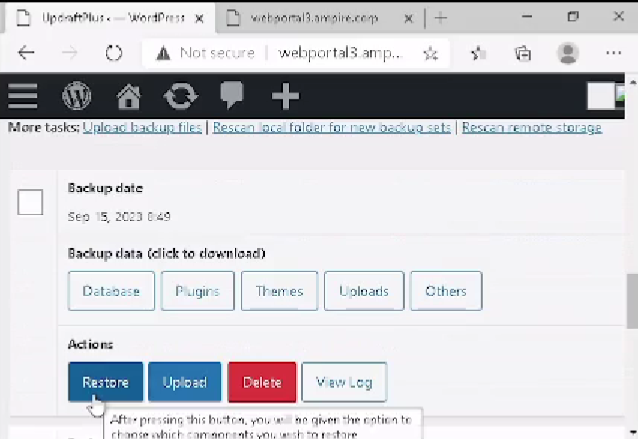 UpdraftPlus ‹ — WordPress
webportal3.ampire.corp
Not secure
webportal3.amp...
More tasks: Upload backup files | Rescan local folder for new backup sets | Rescan remote storage
Backup date
Sep 15, 2023 8:49
Backup data (click to download)
Database Plugins Themes Uploads Others
Actions
Restore Upload Delete View Log
After pressing this button, you will be given the option to
choose which components you wish to restore